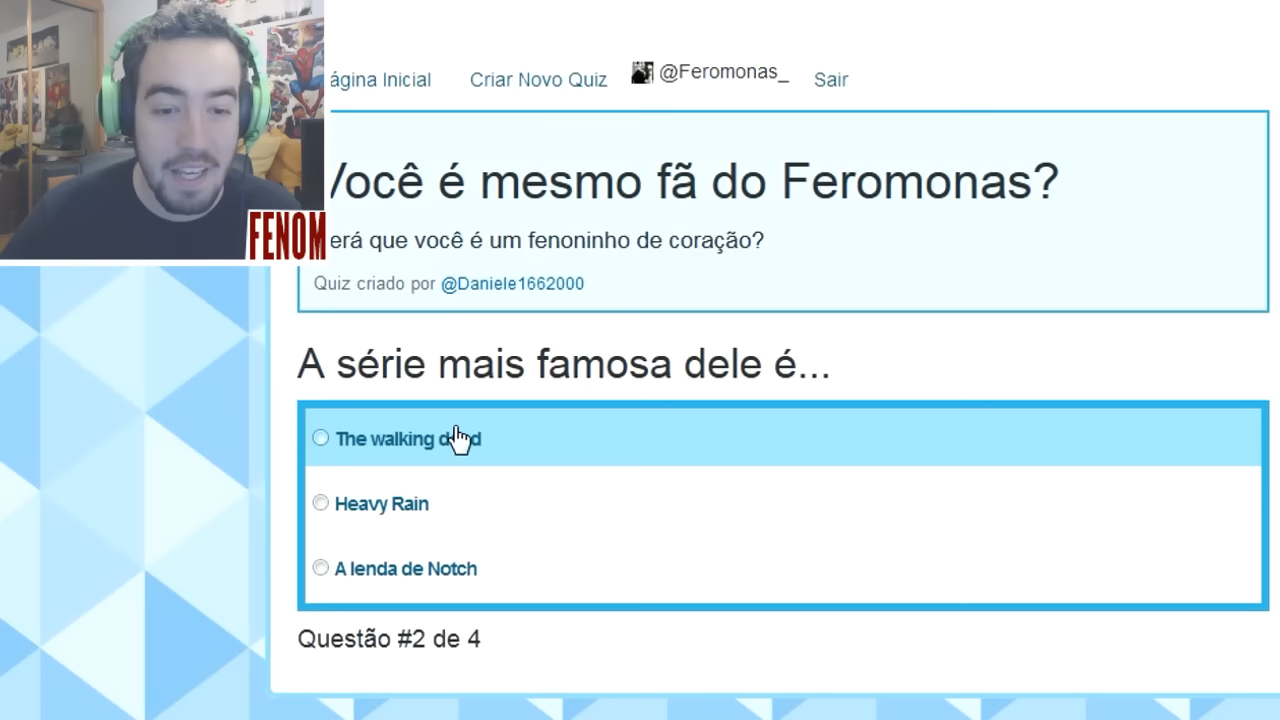 ágina Inicial Criar Novo Quiz @Feromonas_ Sair
Você é mesmo fã do Feromonas?
erá que você é um fenoninho de coração?
FENOM
Quiz criado por @Daniele1662000
A série mais famosa dele é...
The walking d d
Heavy Rain
A lenda de Notch
Questão #2 de 4